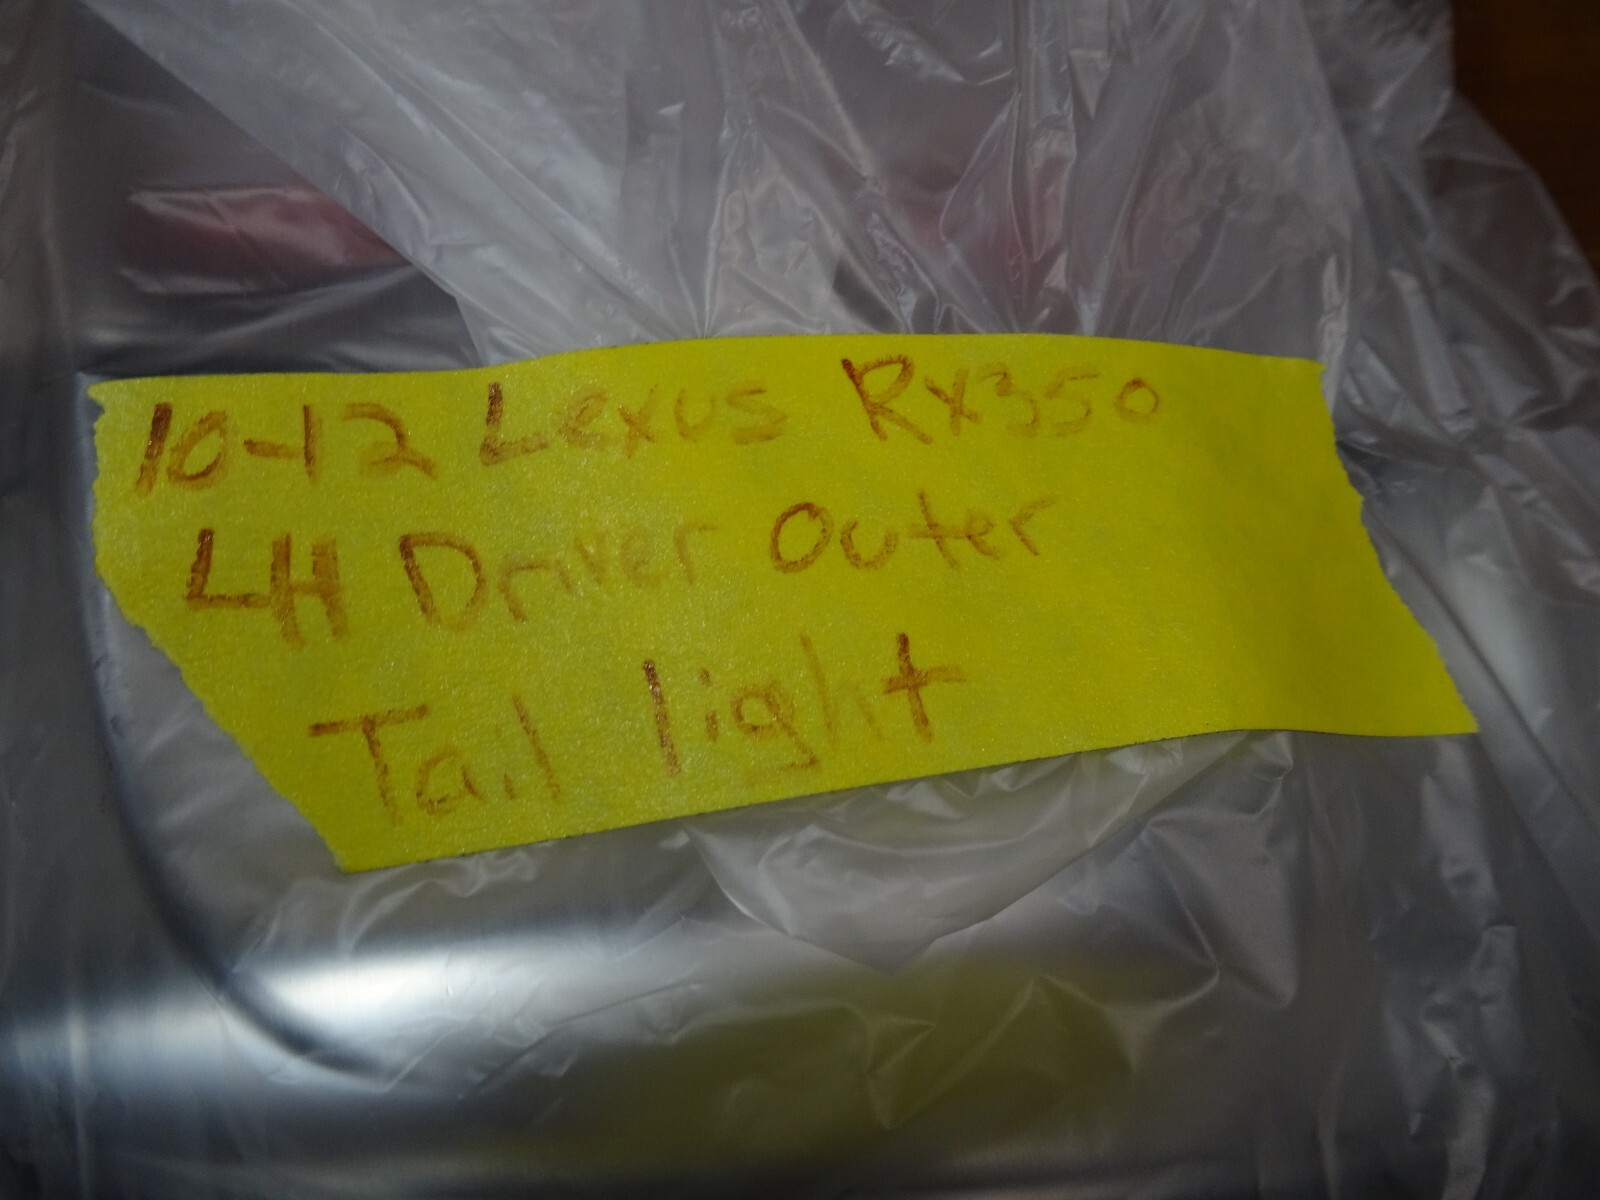 10-12 Lexus Rx350
LH Driver Outer
Tail light